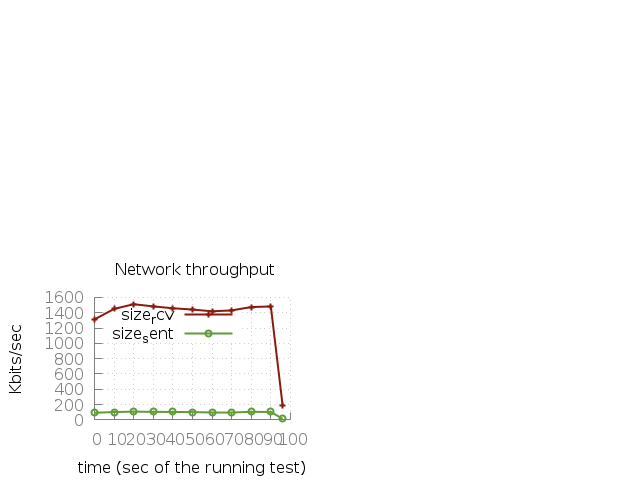 Network throughput
1600
1400
1200
1000
800
600
400
200
0
size_rcv
size_sent
Kbits/sec
0 10 20 30 40 50 60 70 80 90 100
time (sec of the running test)